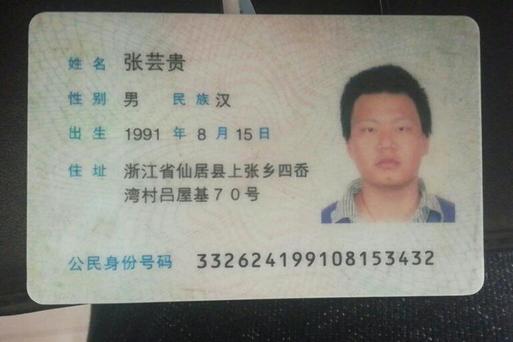 姓名 张芸贵
性别 男 民族 汉
出生 1991 年 8 月 15 日
住址 浙江省仙居县上张乡四岙
湾村吕屋基70号
公民身份号码 332624199108153432